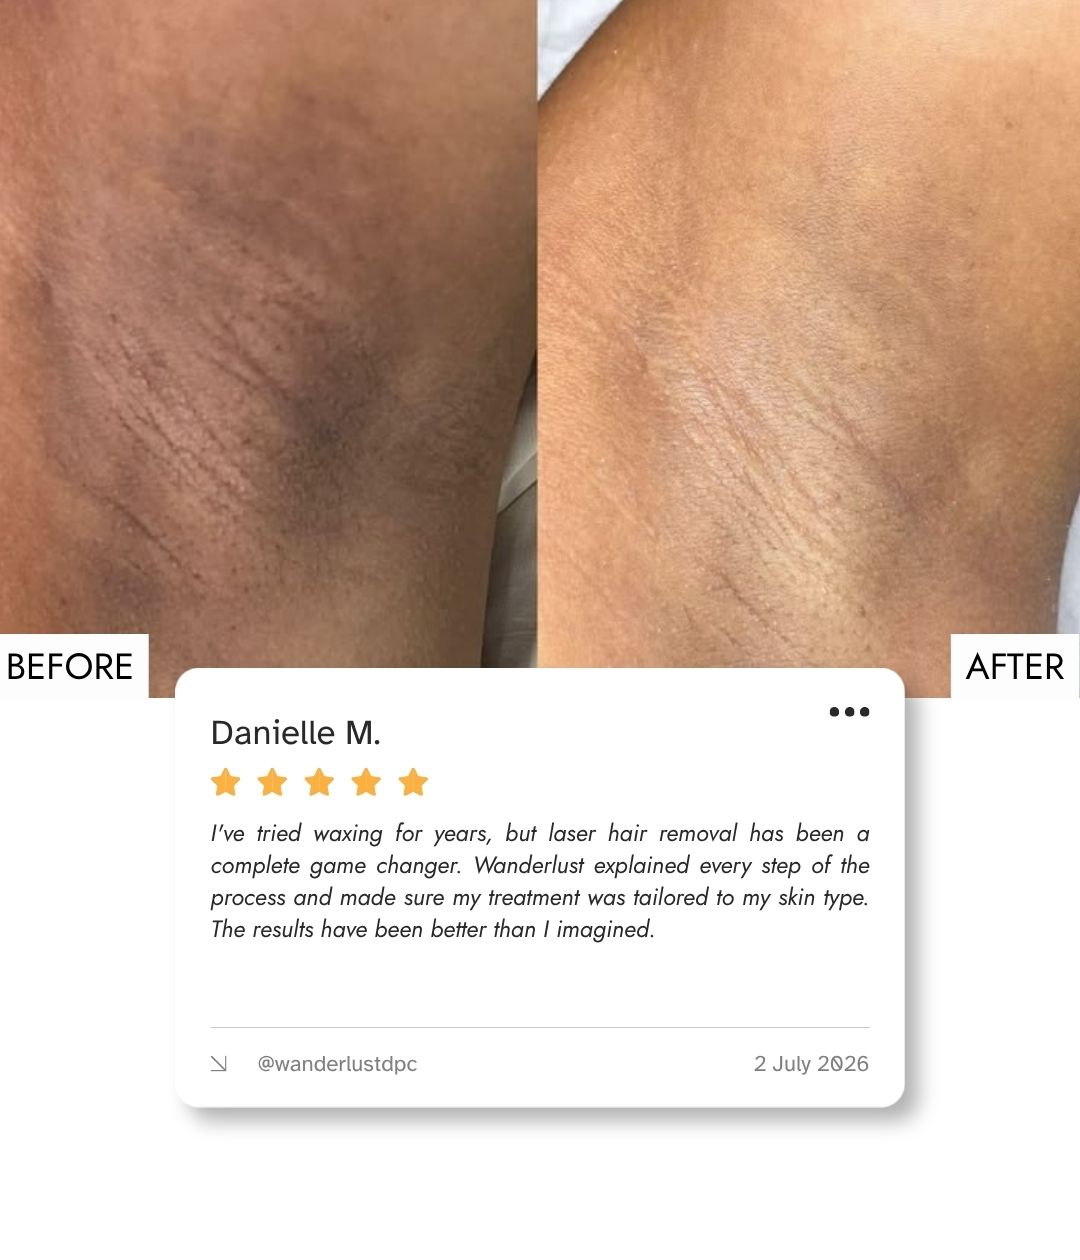 BEFORE
AFTER
Danielle M.
I've tried waxing for years, but laser hair removal has been a
complete game changer. Wanderlust explained every step of the
process and made sure my treatment was tailored to my skin type.
The results have been better than I imagined.
@wanderlustdpc
2 July 2026